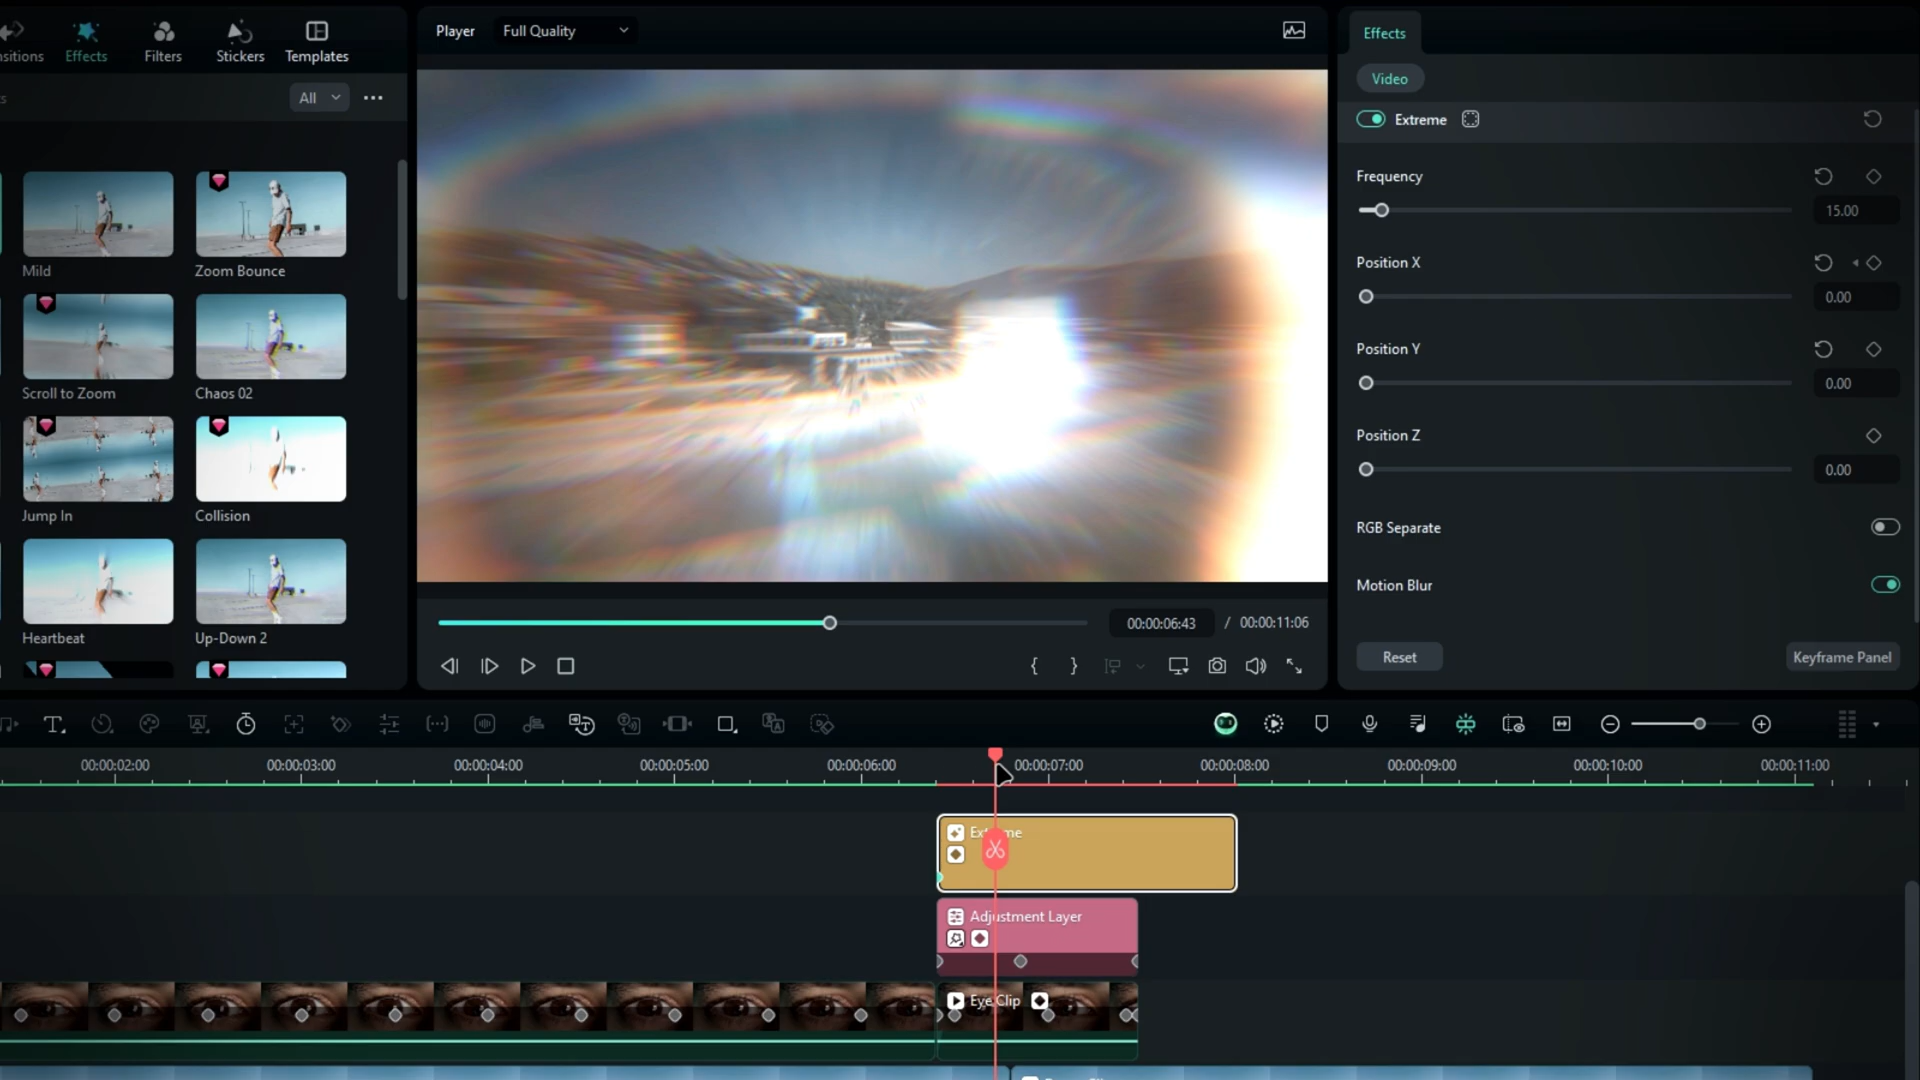 sitions
Effects
Filters
Stickers
Templates
s
All
Mild
Zoom Bounce
Scroll to Zoom
Chaos 02
Jump In
Collision
Heartbeat
Up-Down 2
Player
Full Quality
00:00:06:43 / 00:00:11:06
{ }
Effects
Video
Extreme
Frequency
15.00
Position X
0.00
Position Y
0.00
Position Z
0.00
RGB Separate
Motion Blur
Reset
Keyframe Panel
00:00:02:00
00:00:03:00
00:00:04:00
00:00:05:00
00:00:06:00
00:00:07:00
00:00:08:00
00:00:09:00
00:00:10:00
00:00:11:00
Extreme
Adjustment Layer
Eye Clip